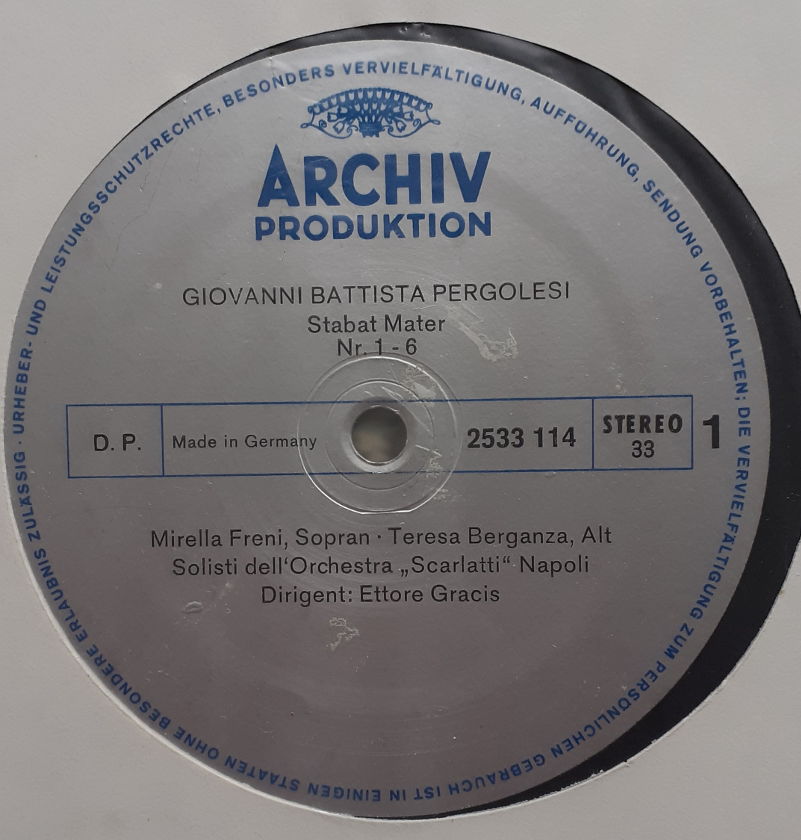 URHEBER- UND LEISTUNGSSCHUTZRECHTE, BESONDERS VERVIELFÄLTIGUNG, AUFFÜHRUNG, SENDUNG VORBEHALTEN; DIE VERVIELFÄLTIGUNG ZUM PERSÖNLICHEN GEBRAUCH IST IN EINIGEN STAATEN OHNE BESONDERE ERLAUBNIS ZULÄSSIG ·
ARCHIV
PRODUKTION
GIOVANNI BATTISTA PERGOLESI
Stabat Mater
Nr. 1 - 6
D. P. Made in Germany 2533 114 STEREO 1
33
Mirella Freni, Sopran · Teresa Berganza, Alt
Solisti dell'Orchestra „Scarlatti“ Napoli
Dirigent: Ettore Gracis